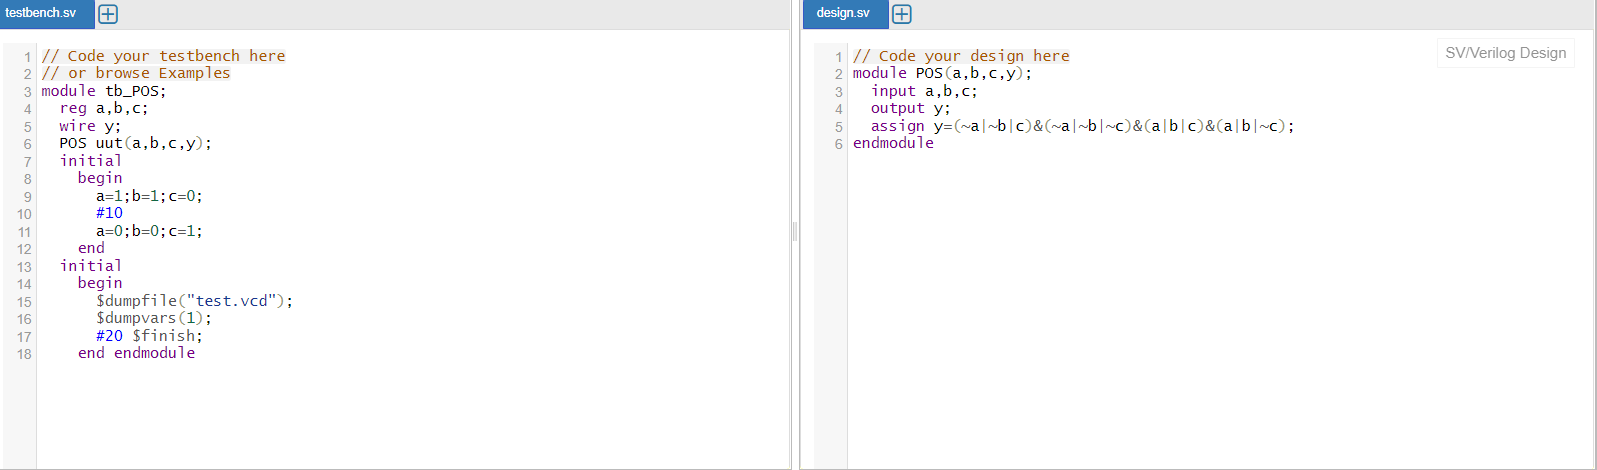 testbench.sv
1 // Code your testbench here
2 // or browse Examples
3 module tb_POS;
4   reg a,b,c;
5   wire y;
6   POS uut(a,b,c,y);
7   initial
8     begin
9       a=1;b=1;c=0;
10       #10
11       a=0;b=0;c=1;
12     end
13   initial
14     begin
15       $dumpfile("test.vcd");
16       $dumpvars(1);
17       #20 $finish;
18     end endmodule
design.sv
SV/Verilog Design
1 // Code your design here
2 module POS(a,b,c,y);
3   input a,b,c;
4   output y;
5   assign y=(~a|~b|c)&(~a|~b|~c)&(a|b|c)&(a|b|~c);
6 endmodule